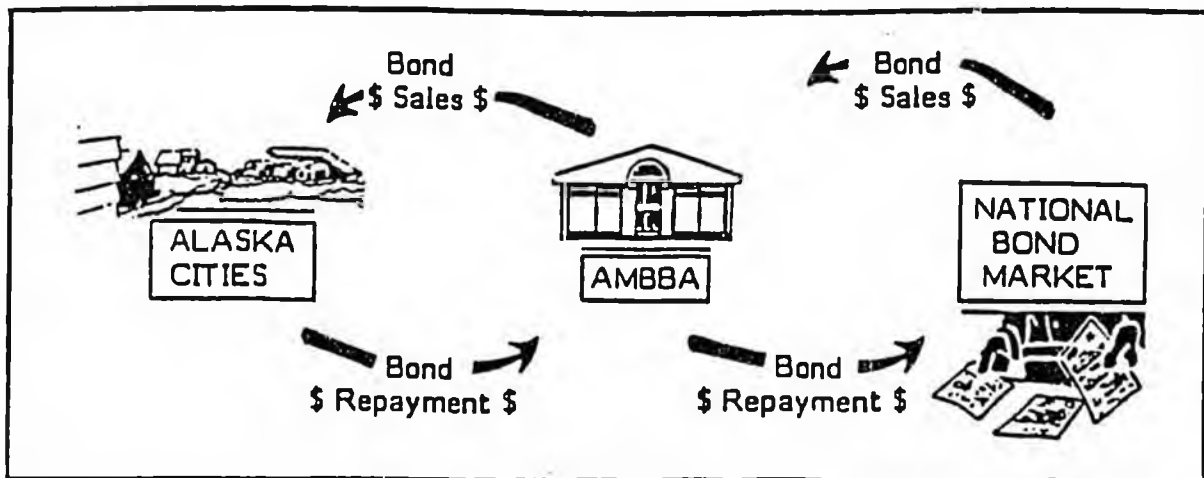 Bond
$ Sales $
Bond
$ Sales $
ALASKA
CITIES
AMBBA
NATIONAL
BOND
MARKET
Bond
$ Repayment $
Bond
$ Repayment $